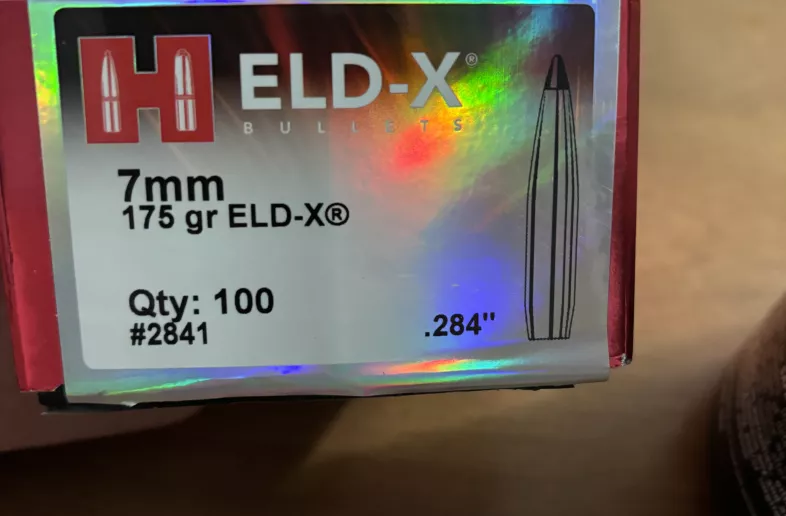 H
ELD-X®
BULLETS
7mm
175 gr ELD-X®
Qty: 100
#2841
.284"